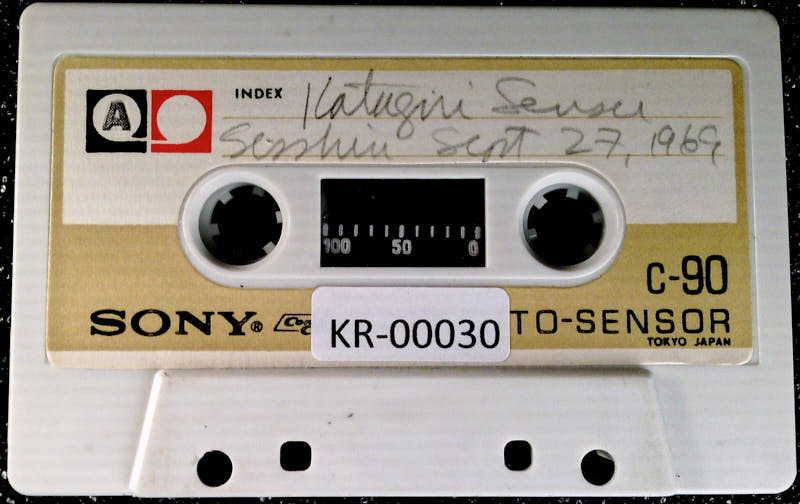 A
INDEX Katagiri Sensei
Sesshin Sept 27, 1969
100 50 0
C-90
SONY® TO-SENSOR
KR-00030
TOKYO JAPAN